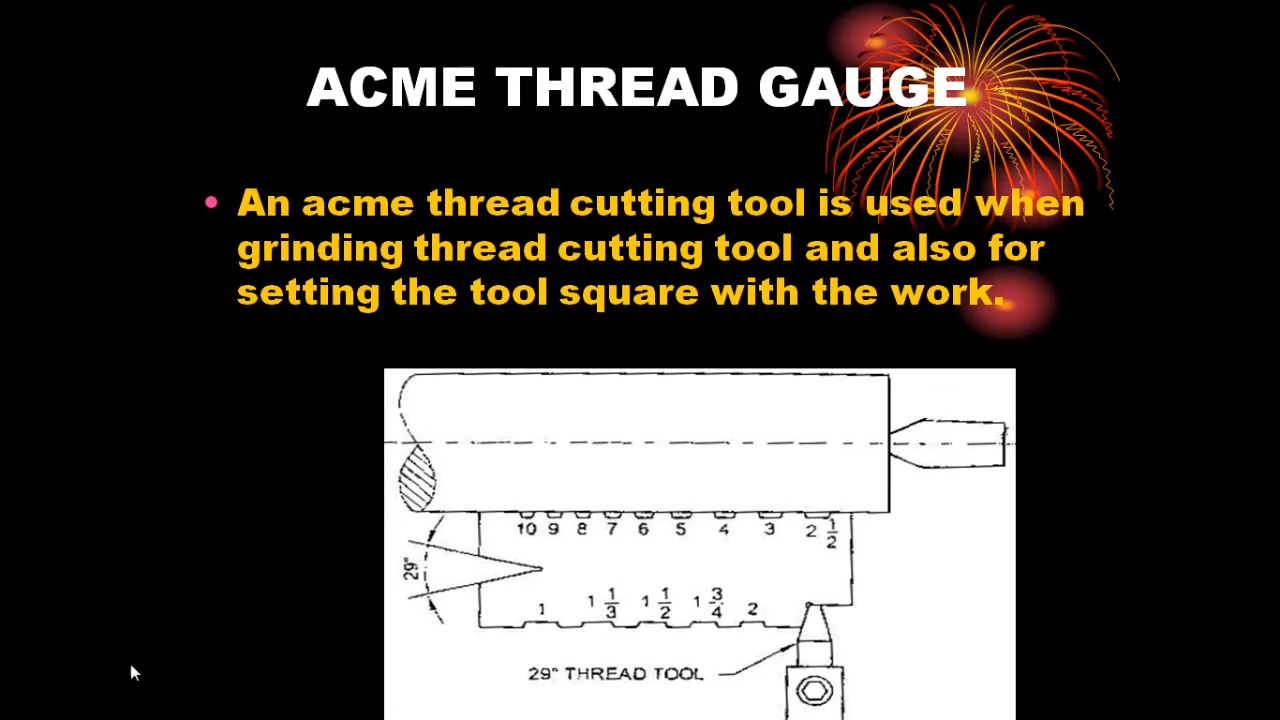 ACME THREAD GAUGE
• An acme thread cutting tool is used when
grinding thread cutting tool and also for
setting the tool square with the work.
10 9 8 7 6 5 4 3 2 1/2
29°
1 1 1/3 1 1/2 1 3/4 2
29° THREAD TOOL